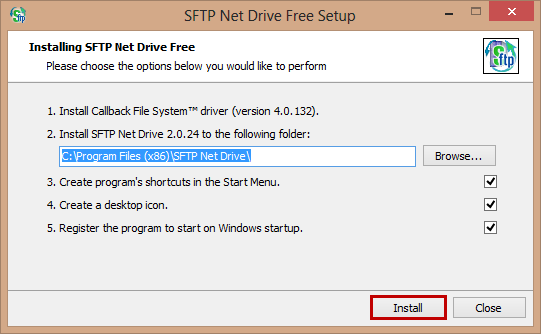 SFTP Net Drive Free Setup
Installing SFTP Net Drive Free
Please choose the options below you would like to perform
Sftp
1. Install Callback File System™ driver (version 4.0.132).
2. Install SFTP Net Drive 2.0.24 to the following folder:
C:\Program Files (x86)\SFTP Net Drive\
Browse...
3. Create program's shortcuts in the Start Menu.
4. Create a desktop icon.
5. Register the program to start on Windows startup.
Install
Close